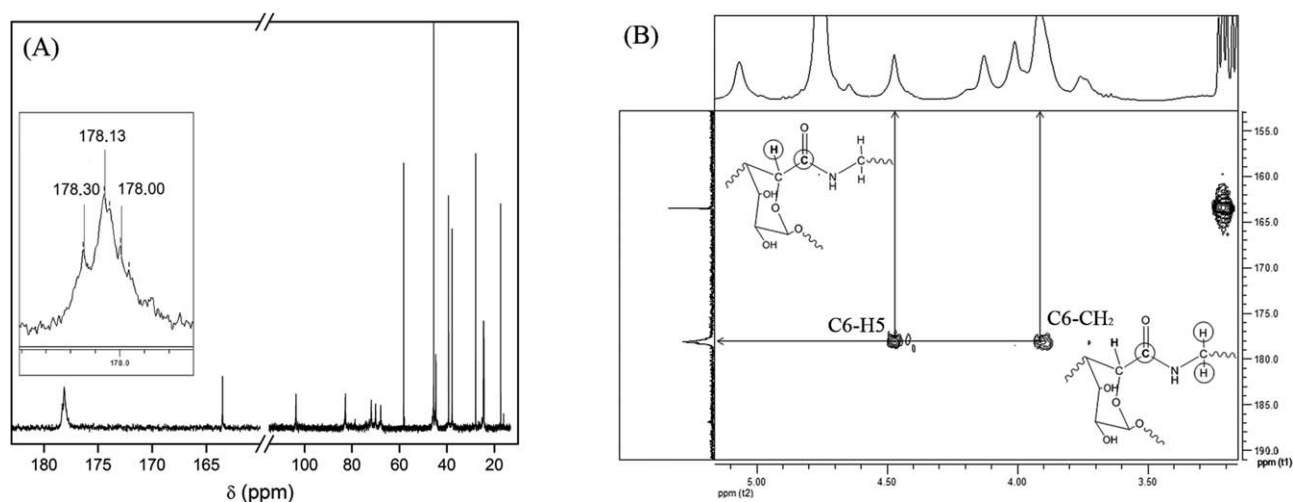 (A)
178.13
178.30
178.00
178.0
180 175 170 165 100 80 60 40 20
δ (ppm)
(B)
H
O
C
N
H
H
C
H
OH
O
OH
O
C6-H5
C6-CH₂
O
H
C
N
H
H
C
H
OH
O
OH
O
155.0
160.0
165.0
170.0
175.0
180.0
185.0
190.0
ppm (t1)
5.00 4.50 4.00 3.50
ppm (t2)